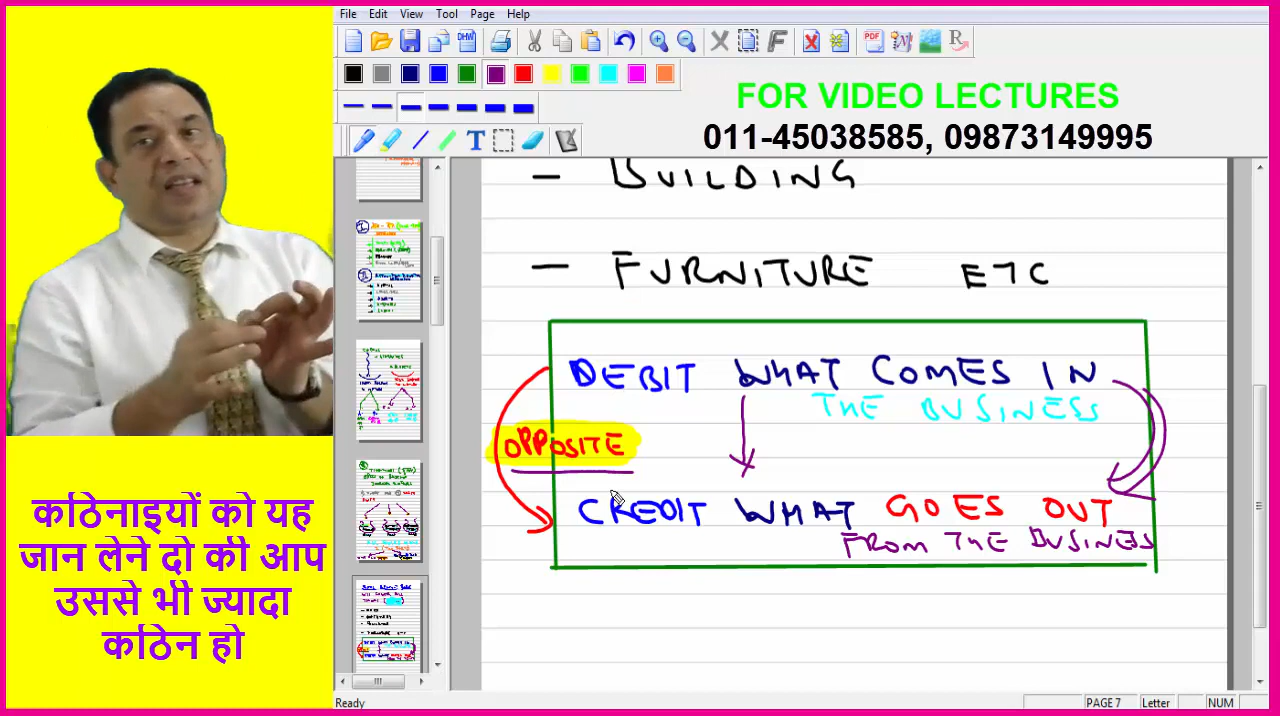 File Edit View Tool Page Help
FOR VIDEO LECTURES
011-45038585, 09873149995
- BUILDING
- FURNITURE ETC
DEBIT WHAT COMES IN
THE BUSINESS
OPPOSITE
CREDIT WHAT GOES OUT
FROM THE BUSINESS
कठिनाइयों को यह
जान लेने दो की आप
उससे भी ज्यादा
कठिन हो
Ready
PAGE 7 Letter NUM